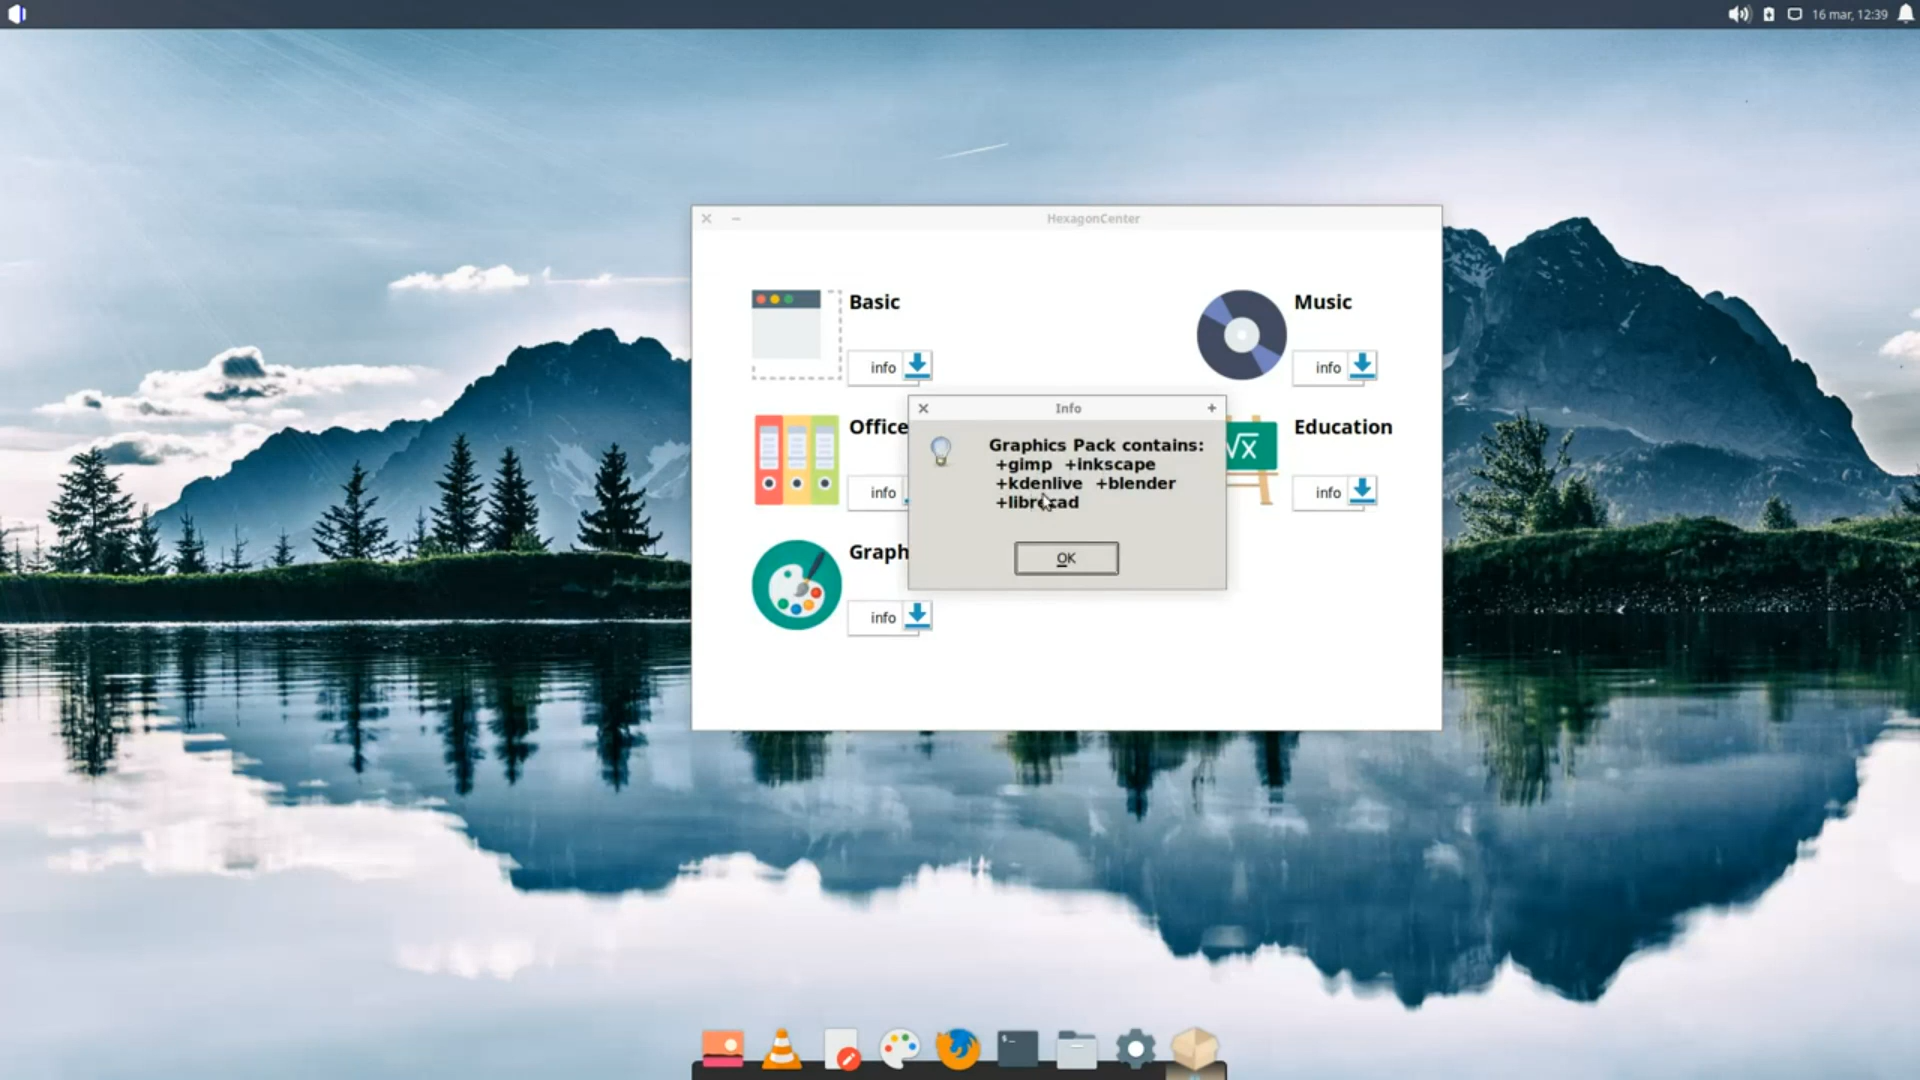 16 mar, 12:39
HexagonCenter
Basic
info
Music
info
Office
info
Education
info
Graph
info
Info
Graphics Pack contains:
+gimp +inkscape
+kdenlive +blender
+librecad
OK